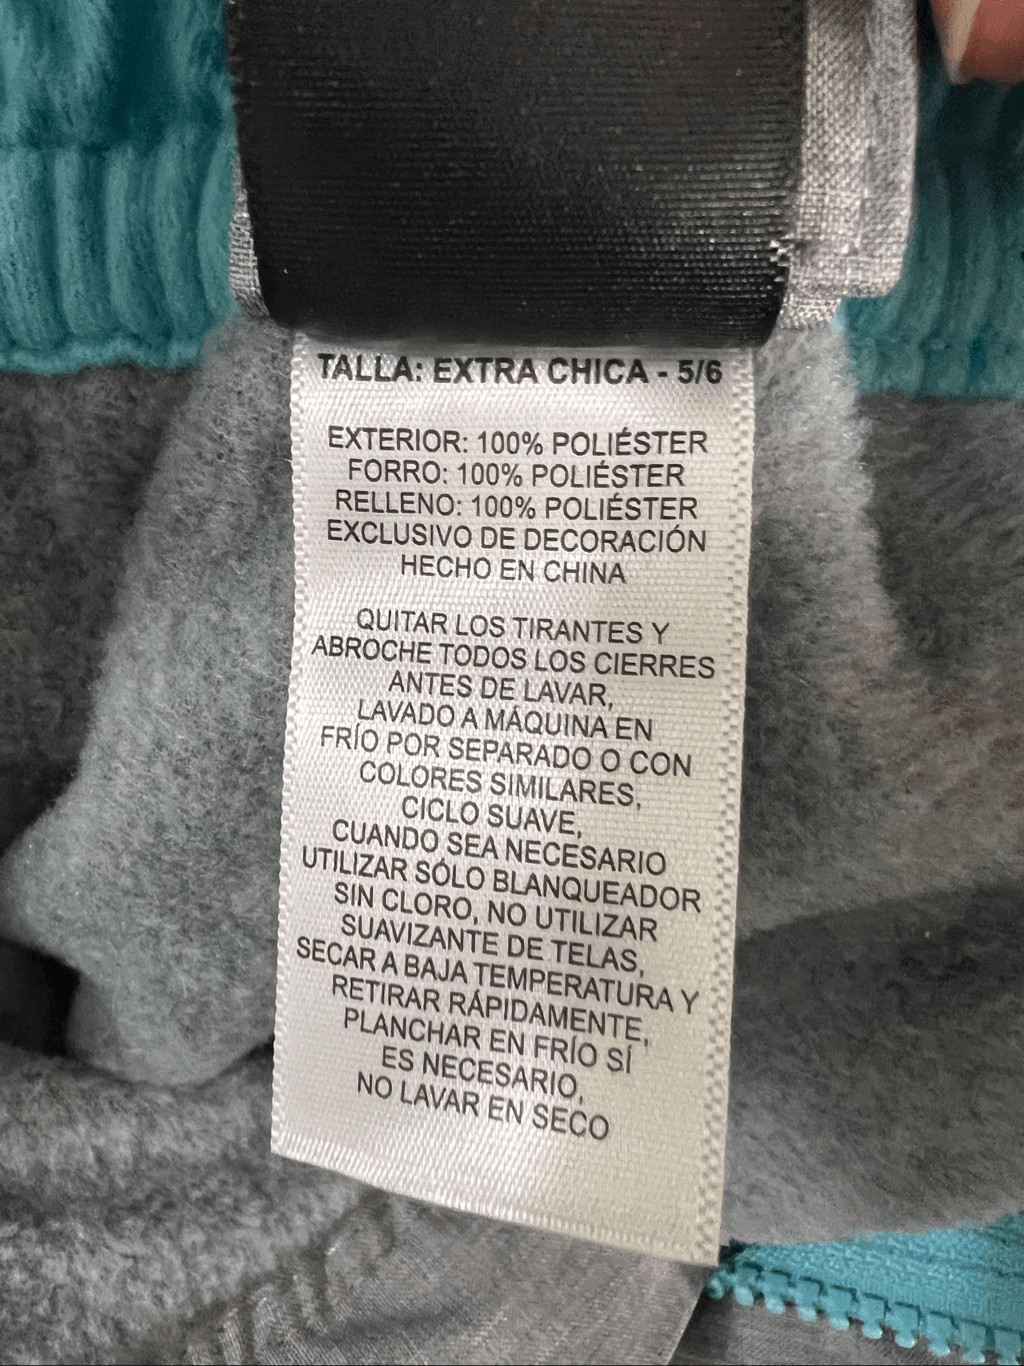 TALLA: EXTRA CHICA - 5/6
EXTERIOR: 100% POLIÉSTER
FORRO: 100% POLIÉSTER
RELLENO: 100% POLIÉSTER
EXCLUSIVO DE DECORACIÓN
HECHO EN CHINA
QUITAR LOS TIRANTES Y
ABROCHE TODOS LOS CIERRES
ANTES DE LAVAR,
LAVADO A MÁQUINA EN
FRÍO POR SEPARADO O CON
COLORES SIMILARES,
CICLO SUAVE,
CUANDO SEA NECESARIO
UTILIZAR SÓLO BLANQUEADOR
SIN CLORO, NO UTILIZAR
SUAVIZANTE DE TELAS,
SECAR A BAJA TEMPERATURA Y
RETIRAR RÁPIDAMENTE,
PLANCHAR EN FRÍO SÍ
ES NECESARIO,
NO LAVAR EN SECO